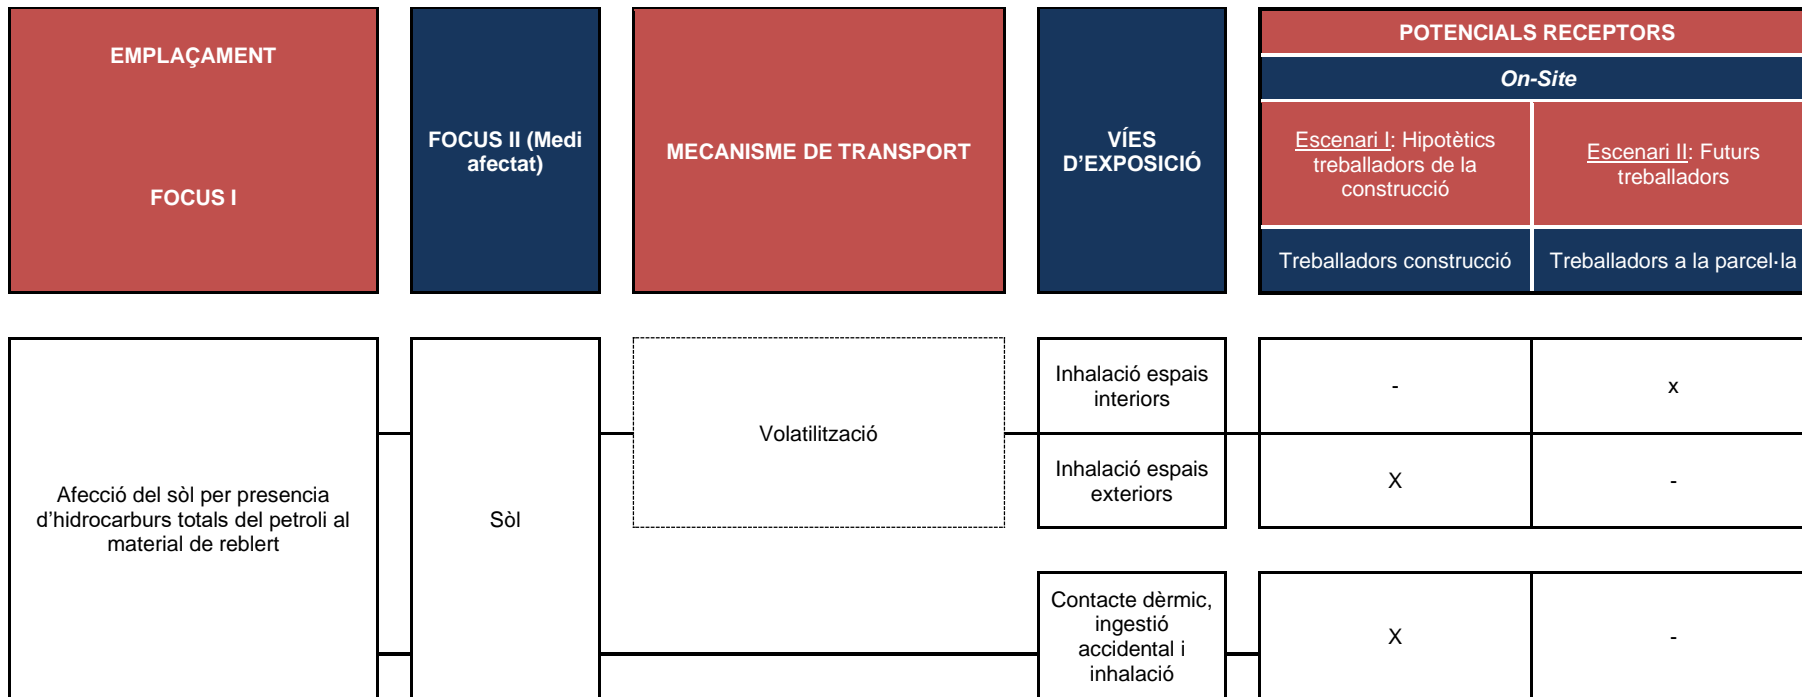 EMPLAÇAMENT
FOCUS I
FOCUS II (Medi
afectat)
MECANISME DE TRANSPORT
VÍES
D'EXPOSICIÓ
POTENCIALS RECEPTORS
On-Site
Escenari I: Hipotètics
treballadors de la
construcció
Escenari II: Futurs
treballadors
Treballadors construcció
Treballadors a la parcel·la
Afecció del sòl per presencia
d'hidrocarburs totals del petroli al
material de reblert
Sòl
Volatilització
Inhalació espais
interiors
-
x
Inhalació espais
exteriors
X
-
Contacte dèrmic,
ingestió
accidental i
inhalació
X
-